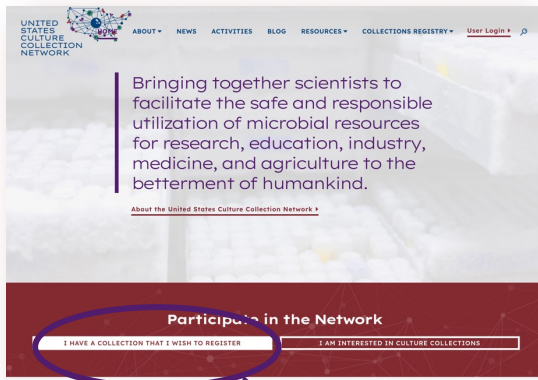 UNITED
STATES
CULTURE
COLLECTION
NETWORK
HOME ABOUT NEWS ACTIVITIES BLOG RESOURCES COLLECTIONS REGISTRY User Login
Bringing together scientists to
facilitate the safe and responsible
utilization of microbial resources
for research, education, industry,
medicine, and agriculture to the
betterment of humankind.
About the United States Culture Collection Network
Participate in the Network
I HAVE A COLLECTION THAT I WISH TO REGISTER I AM INTERESTED IN CULTURE COLLECTIONS